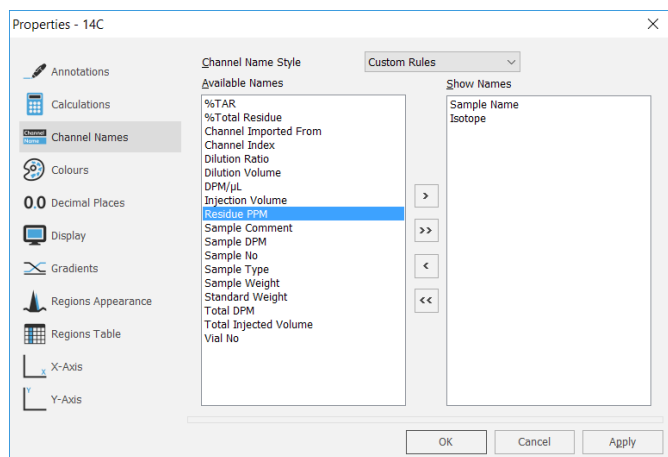 Properties - 14C
Annotations
Calculations
Channel Name
Channel Names
Colours
0.0 Decimal Places
Display
Gradients
Regions Appearance
Regions Table
X X-Axis
Y Y-Axis
Channel Name Style
Custom Rules
Available Names
%TAR
%Total Residue
Channel Imported From
Channel Index
Dilution Ratio
Dilution Volume
DPM/µL
Injection Volume
Residue PPM
Sample Comment
Sample DPM
Sample No
Sample Type
Sample Weight
Standard Weight
Total DPM
Total Injected Volume
Vial No
>
>>
<
<<
Show Names
Sample Name
Isotope
OK
Cancel
Apply